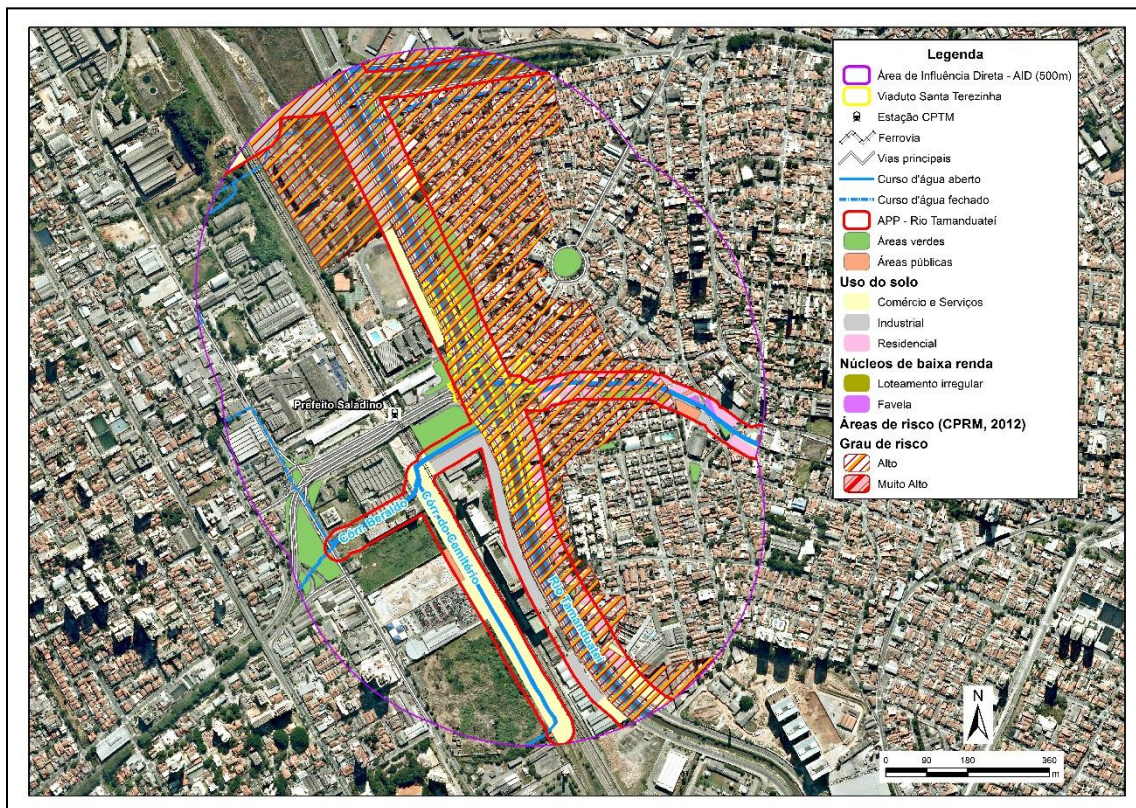 Legenda
Área de Influência Direta - AID (500m)
Viaduto Santa Terezinha
Estação CPTM
Ferrovia
Vias principais
Curso d'água aberto
Curso d'água fechado
APP - Rio Tamanduateí
Áreas verdes
Áreas públicas
Uso do solo
Comércio e Serviços
Industrial
Residencial
Núcleos de baixa renda
Loteamento irregular
Favela
Áreas de risco (CPRM, 2012)
Grau de risco
Alto
Muito Alto
Prefeito Saladino
Córr. Beraldo
Córr. do Cemitério
Rio Tamanduateí
N
0 90 180 360
m